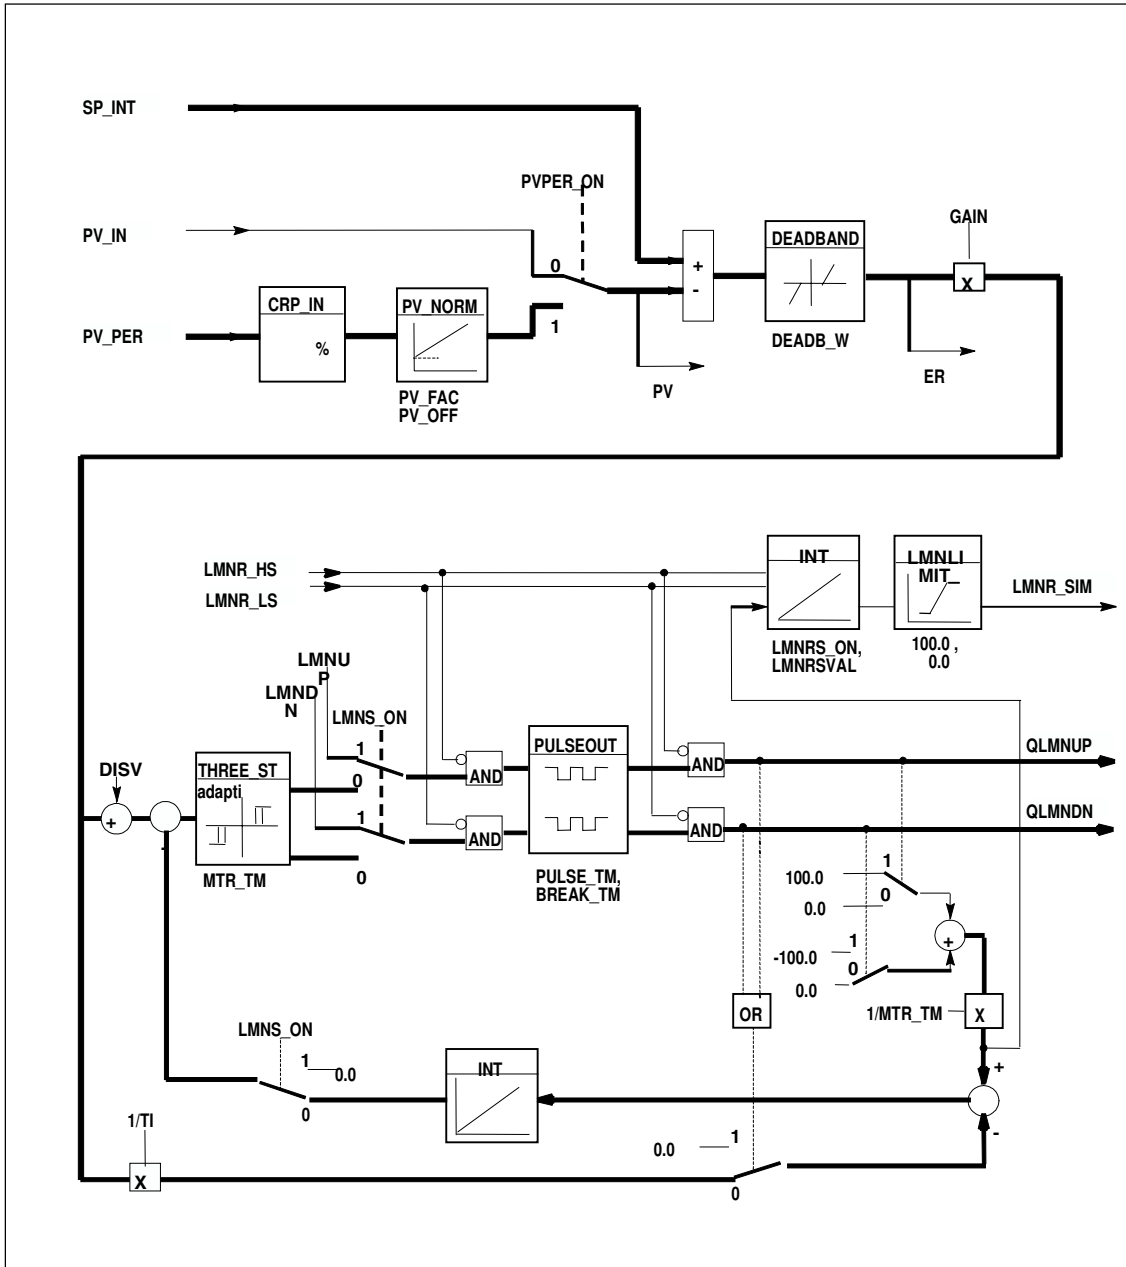 SP_INT
PVPER_ON
GAIN
PV_IN
DEADBAND
0
+
-
X
CRP_IN
PV_NORM
PV_PER
%
1
DEADB_W
PV_FAC
PV_OFF
PV
ER
LMNR_HS
LMNR_LS
INT
LMNLI
MIT_
LMNR_SIM
LMNRS_ON,
LMNRSVAL
100.0 ,
0.0
LMNU
P
LMND
N
LMNS_ON
1
0
AND
PULSEOUT
AND
QLMNUP
DISV
THREE_ST
adapti
+
-
1
0
AND
AND
QLMNDN
MTR_TM
PULSE_TM,
BREAK_TM
100.0
1
0
0.0
+
-100.0
1
0
0.0
OR
1/MTR_TM
X
LMNS_ON
1
0.0
0
INT
+
-
1/TI
X
0.0
1
0